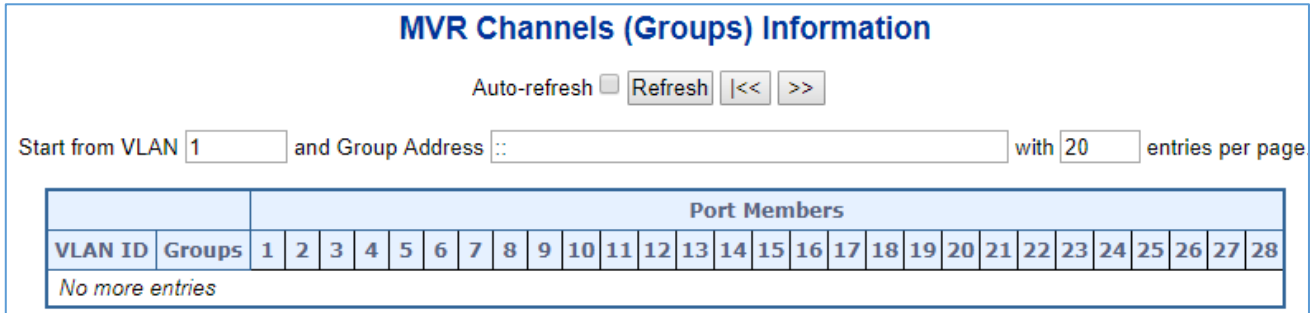 MVR Channels (Groups) Information
Auto-refresh Refresh |<< >>
Start from VLAN 1 and Group Address :: with 20 entries per page.
Port Members
VLAN ID Groups 1 2 3 4 5 6 7 8 9 10 11 12 13 14 15 16 17 18 19 20 21 22 23 24 25 26 27 28
No more entries